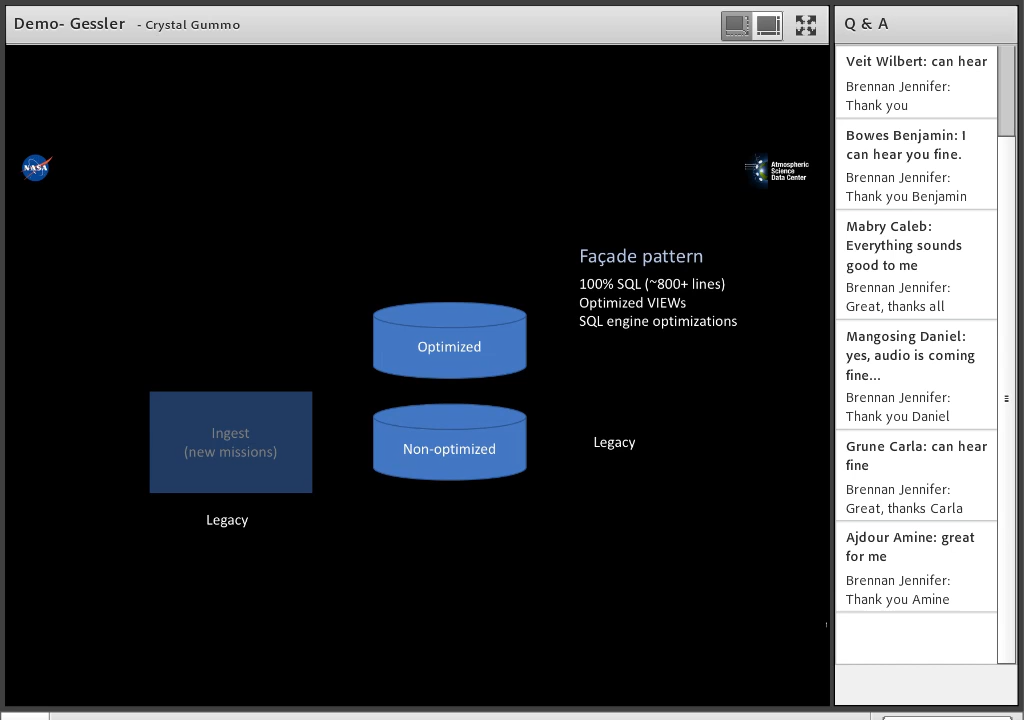 Demo- Gessler - Crystal Gummo
NASA
Atmospheric
Science
Data Center
Façade pattern
100% SQL (~800+ lines)
Optimized VIEWs
SQL engine optimizations
Optimized
Ingest
(new missions)
Non-optimized
Legacy
Legacy
Q & A
Veit Wilbert: can hear
Brennan Jennifer:
Thank you
Bowes Benjamin: I
can hear you fine.
Brennan Jennifer:
Thank you Benjamin
Mabry Caleb:
Everything sounds
good to me
Brennan Jennifer:
Great, thanks all
Mangosing Daniel:
yes, audio is coming
fine...
Brennan Jennifer:
Thank you Daniel
Grune Carla: can hear
fine
Brennan Jennifer:
Great, thanks Carla
Ajdour Amine: great
for me
Brennan Jennifer:
Thank you Amine